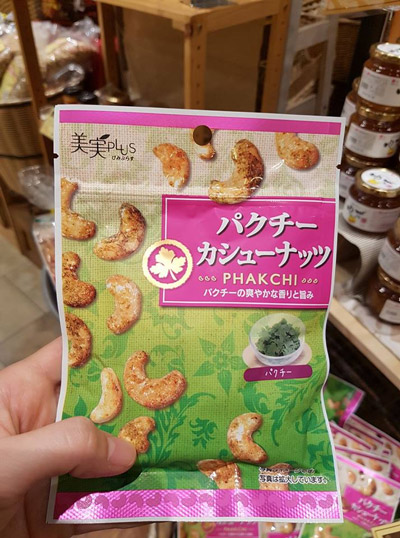 美実PLUS
びみぷらす
パクチー
カシューナッツ
PHAKCHI
パクチーの爽やかな香りと旨み
パクチー
写真は拡大しています。